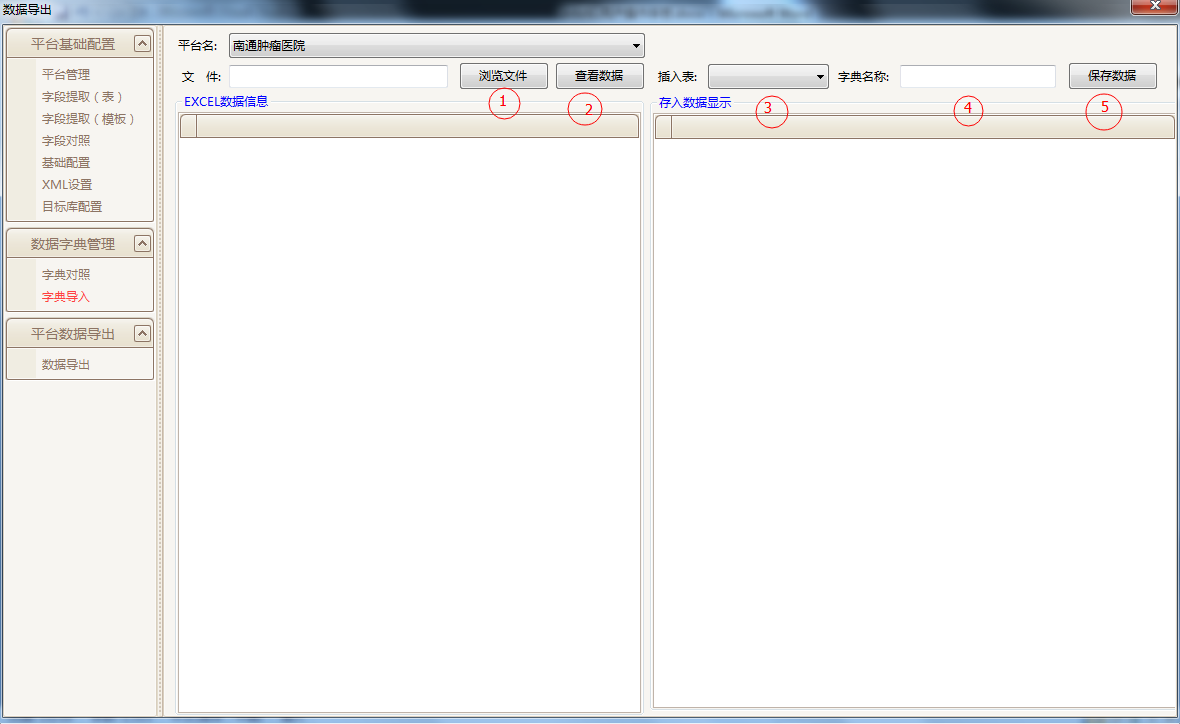 数据导出
平台基础配置
平台管理
字段提取（表）
字段提取（模板）
字段对照
基础配置
XML设置
目标库配置
数据字典管理
字典对照
字典导入
平台数据导出
数据导出
平台名: 南通肿瘤医院
文 件: 浏览文件 查看数据 插入表: 字典名称: 保存数据
1 2 3 4 5
EXCEL数据信息 存入数据显示